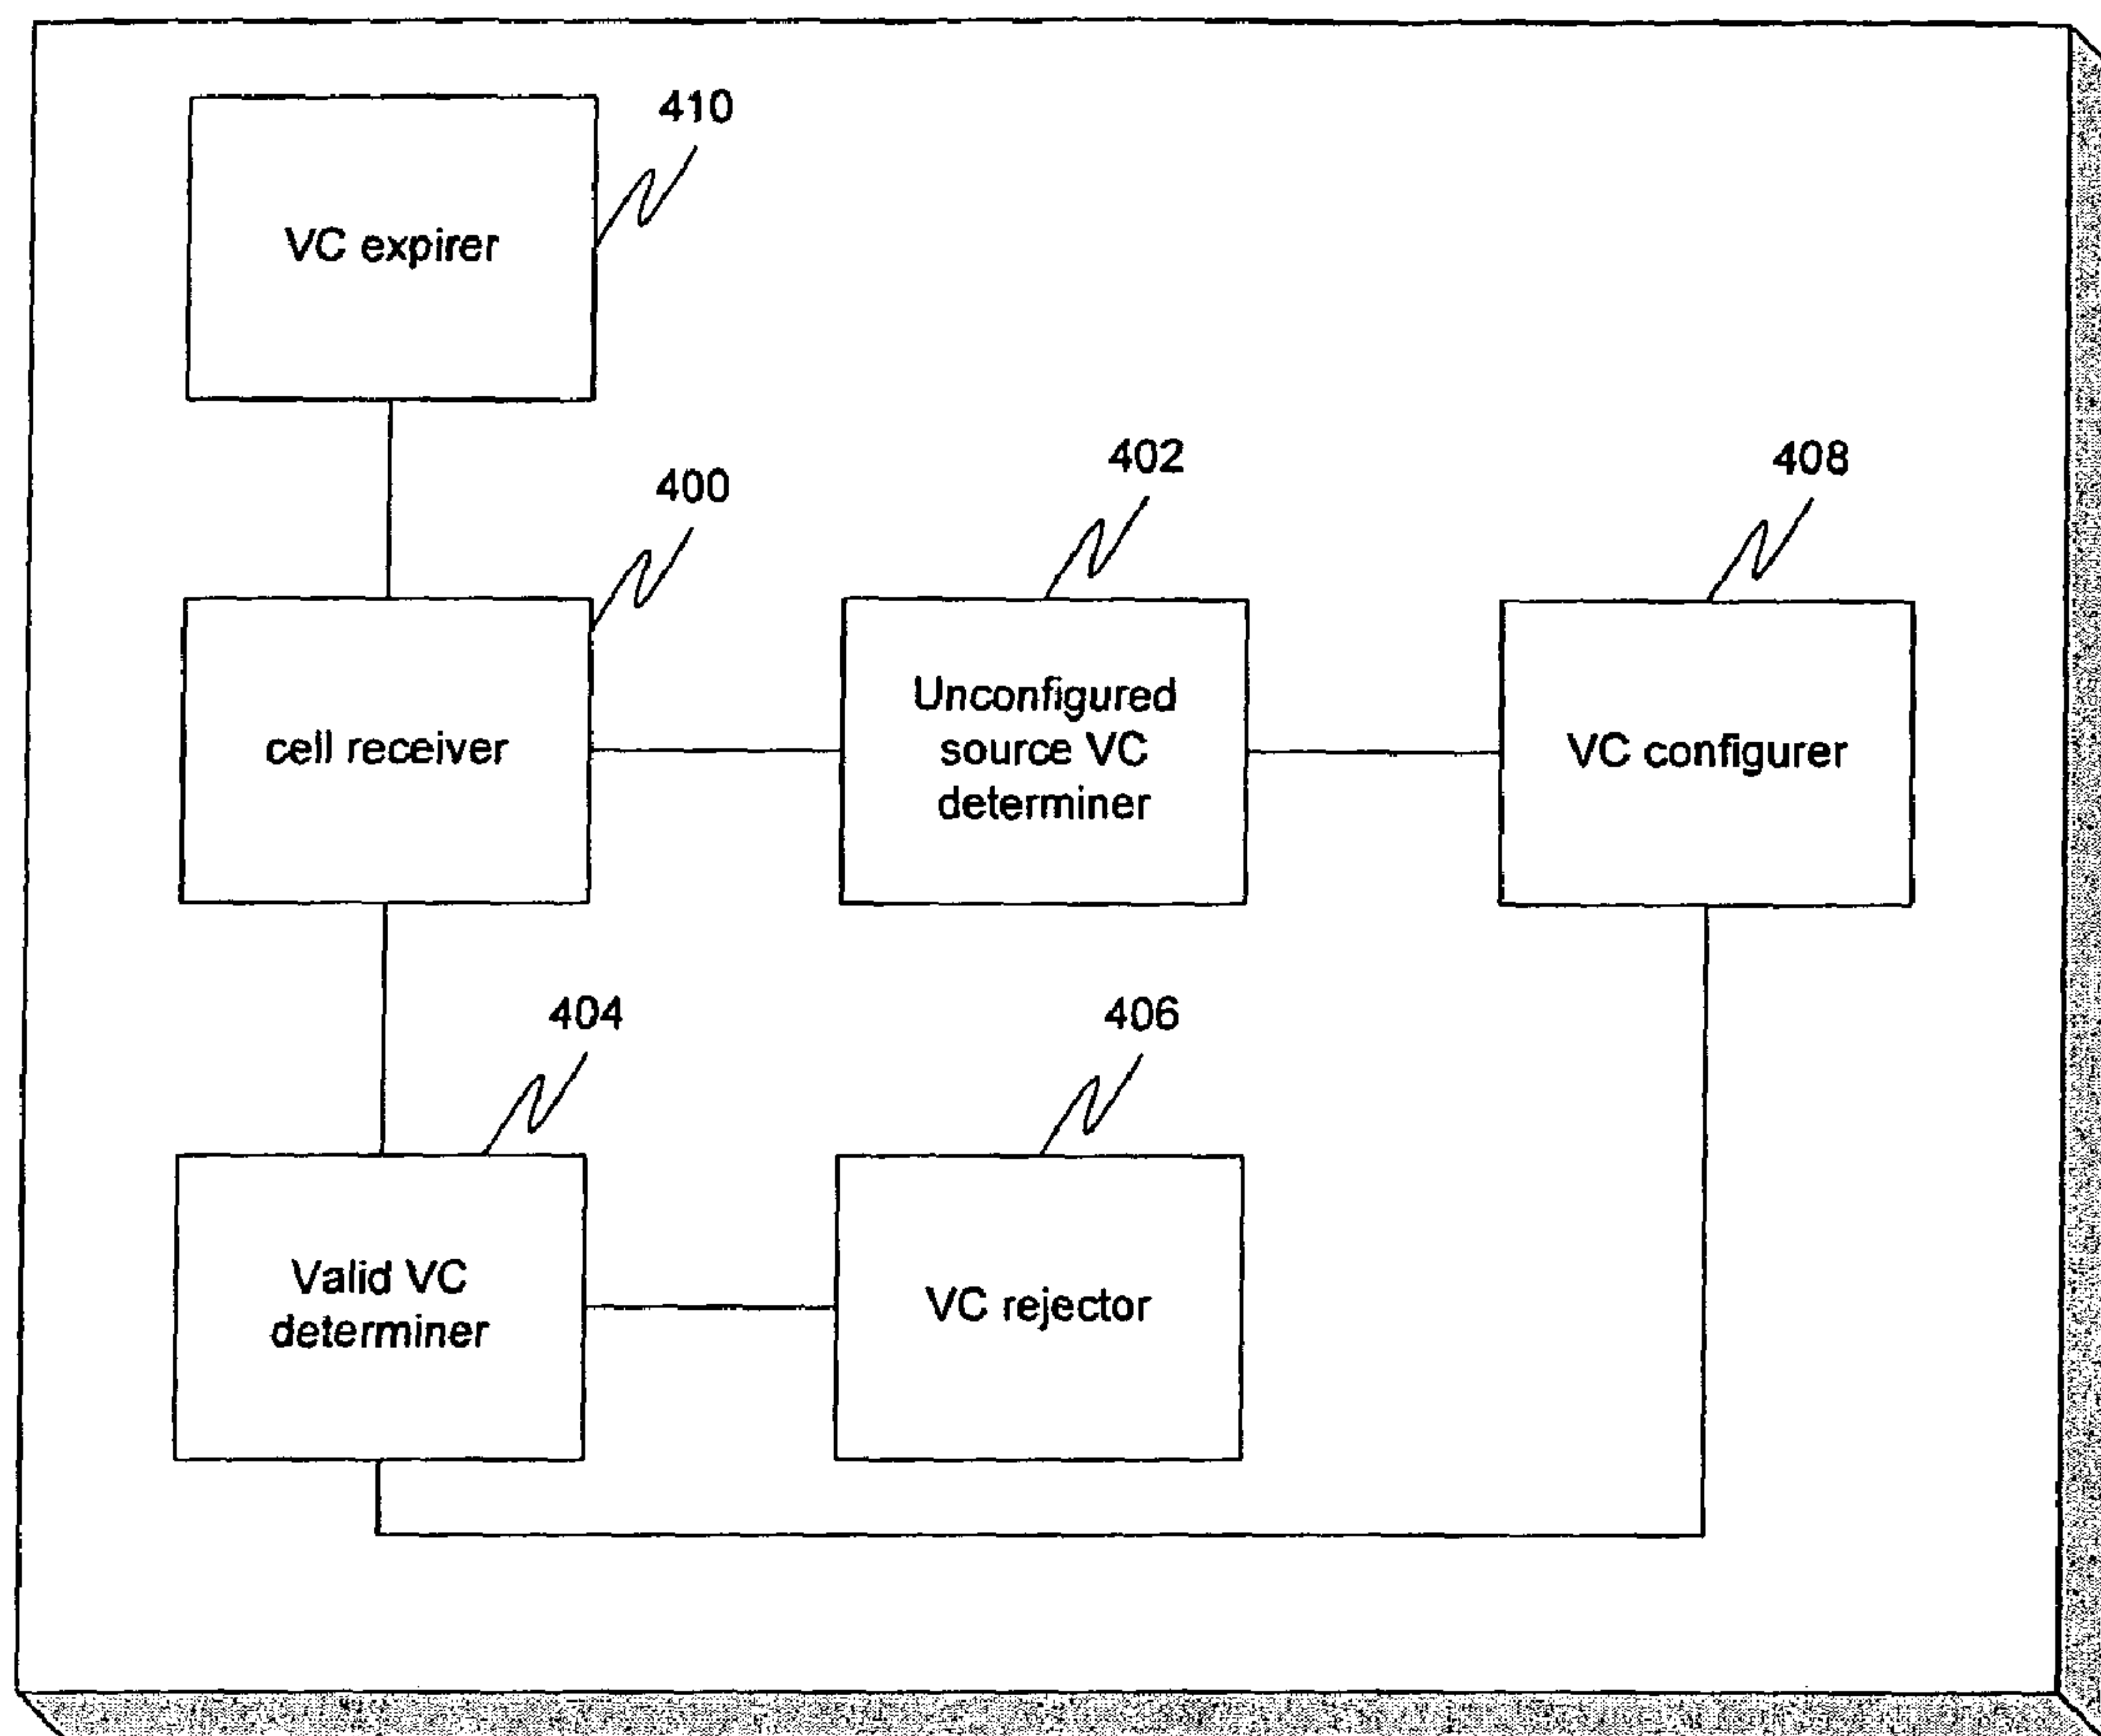 410
VC expirer
400
402
408
cell receiver
Unconfigured
source VC
determiner
VC configurer
404
406
Valid VC
determiner
VC rejector